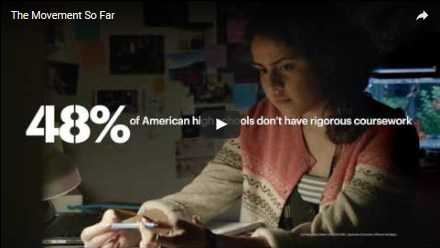 The Movement So Far
48% of American high schools don't have rigorous coursework